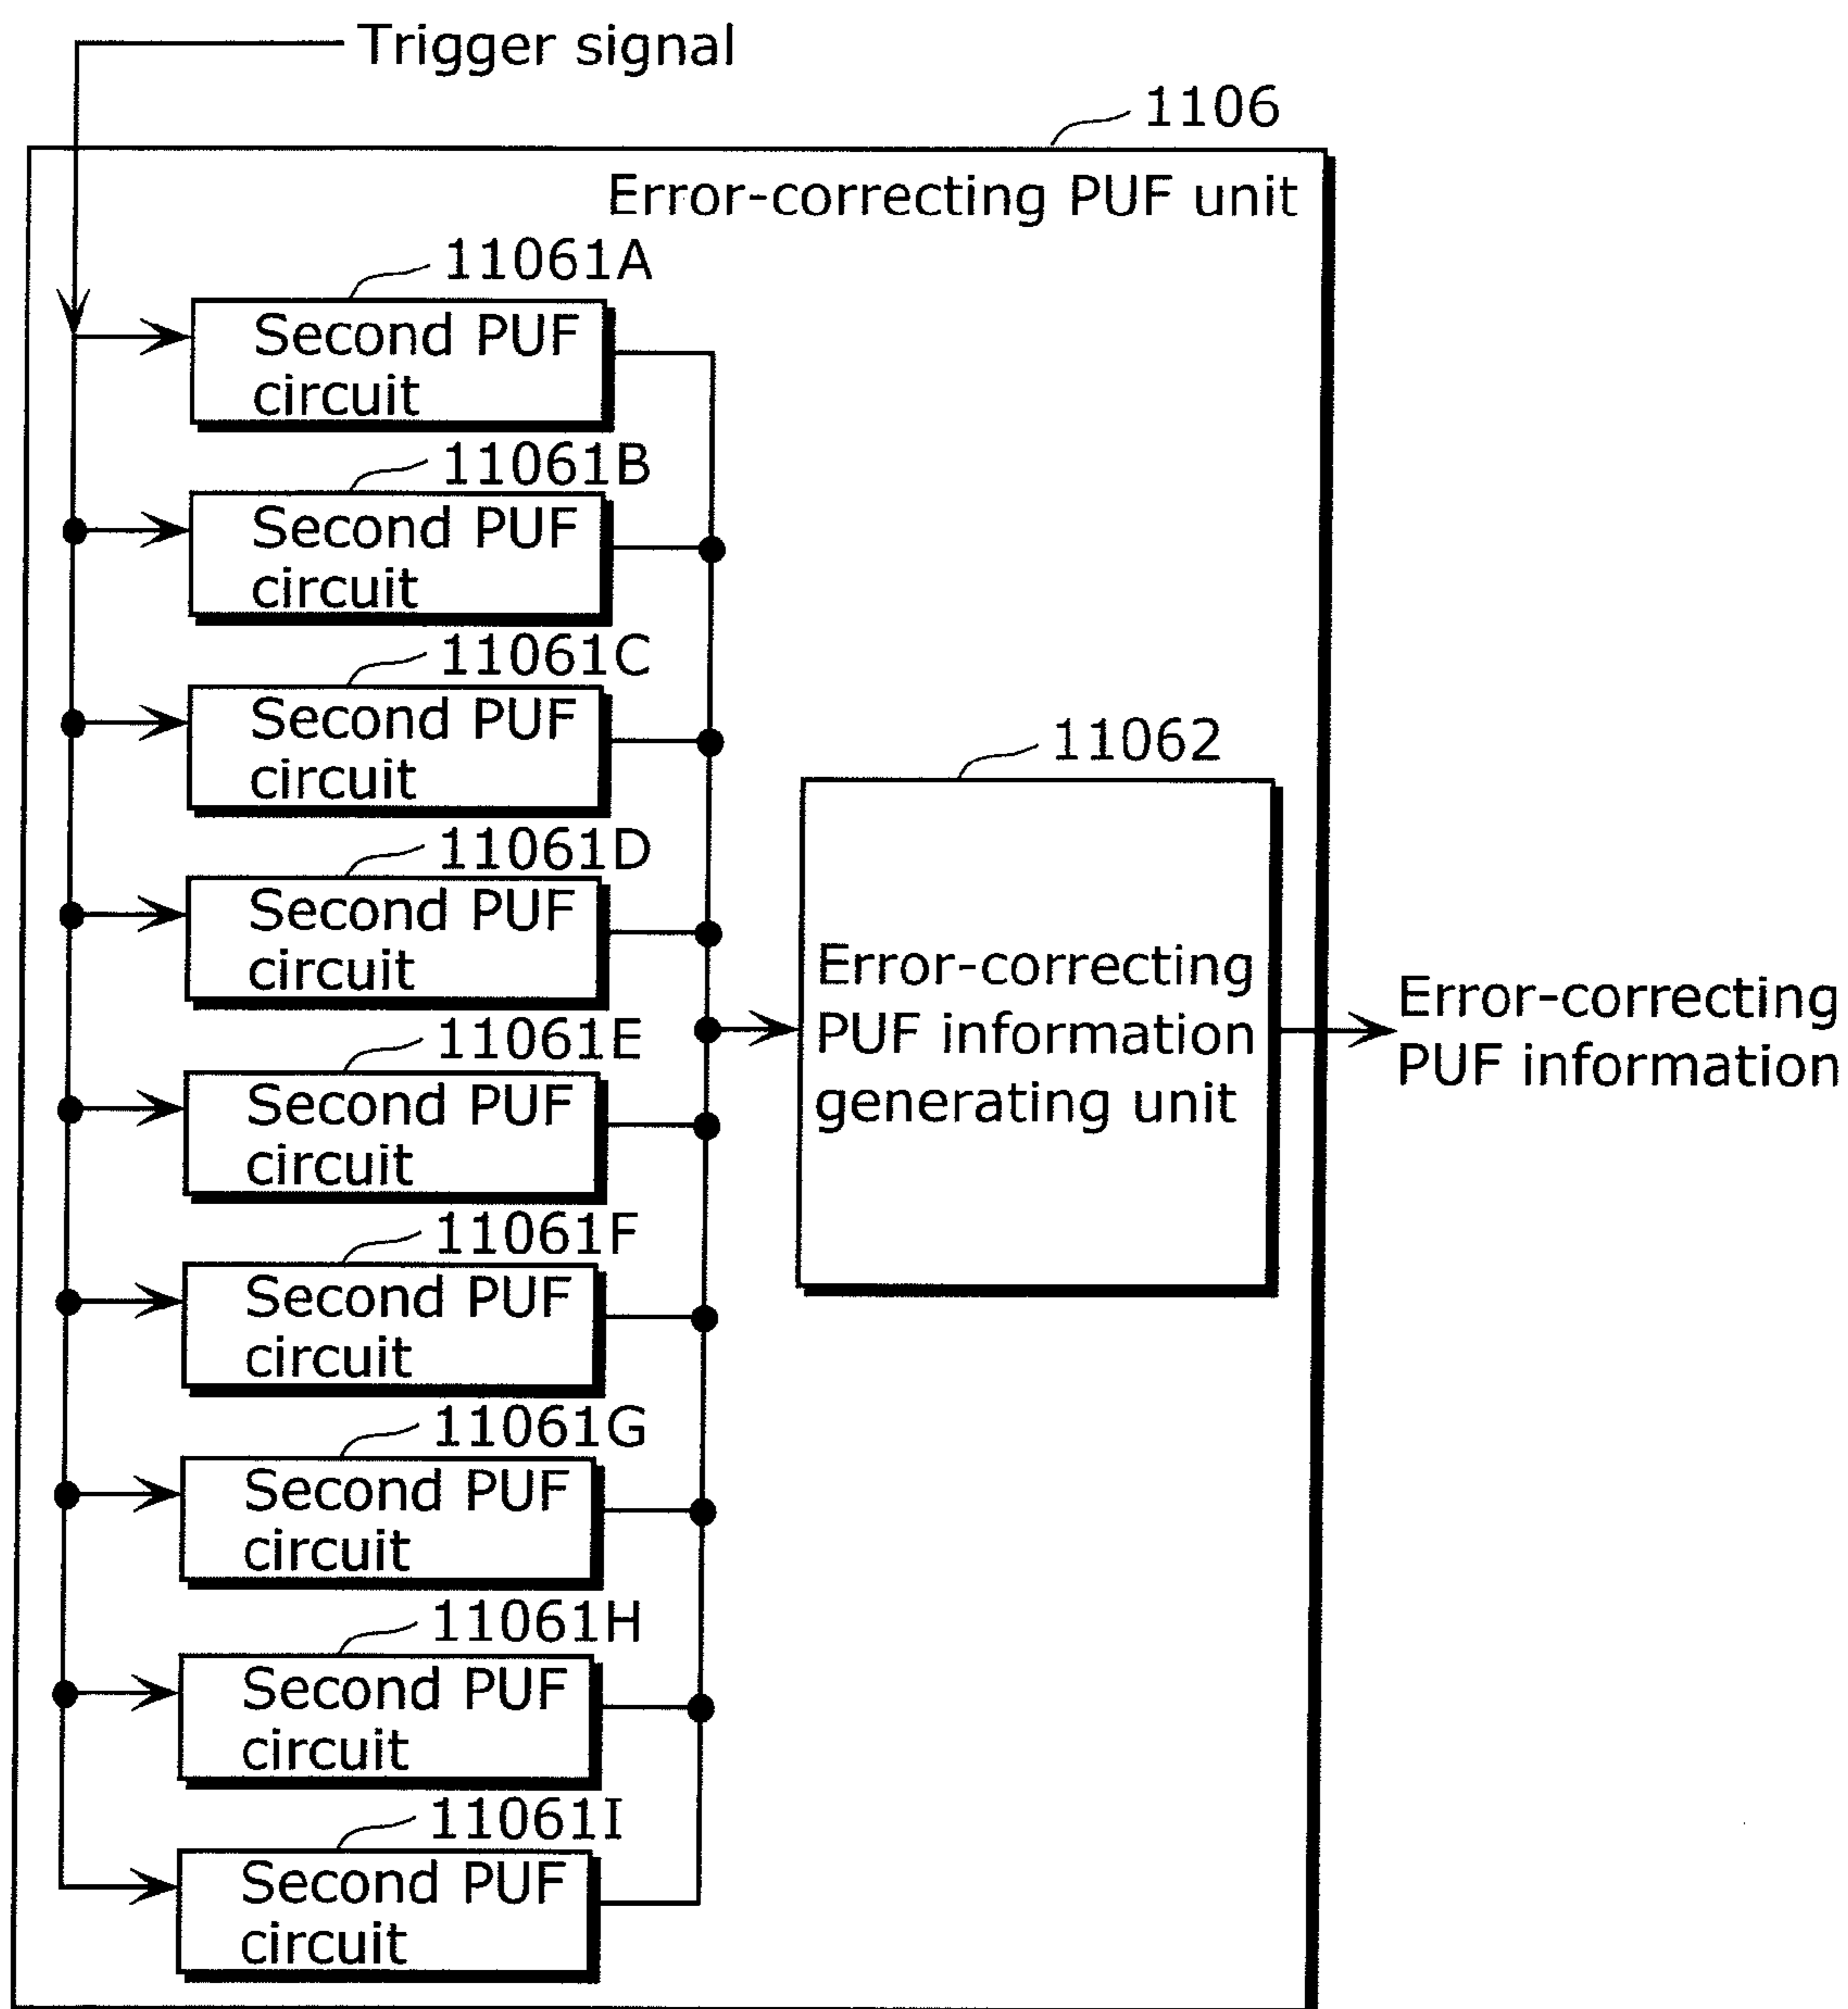 Trigger signal
1106
Error-correcting PUF unit
11061A
Second PUF
circuit
11061B
Second PUF
circuit
11061C
Second PUF
circuit
11061D
Second PUF
circuit
11061E
Second PUF
circuit
11061F
Second PUF
circuit
11061G
Second PUF
circuit
11061H
Second PUF
circuit
11061I
Second PUF
circuit
11062
Error-correcting
PUF information
generating unit
Error-correcting
PUF information